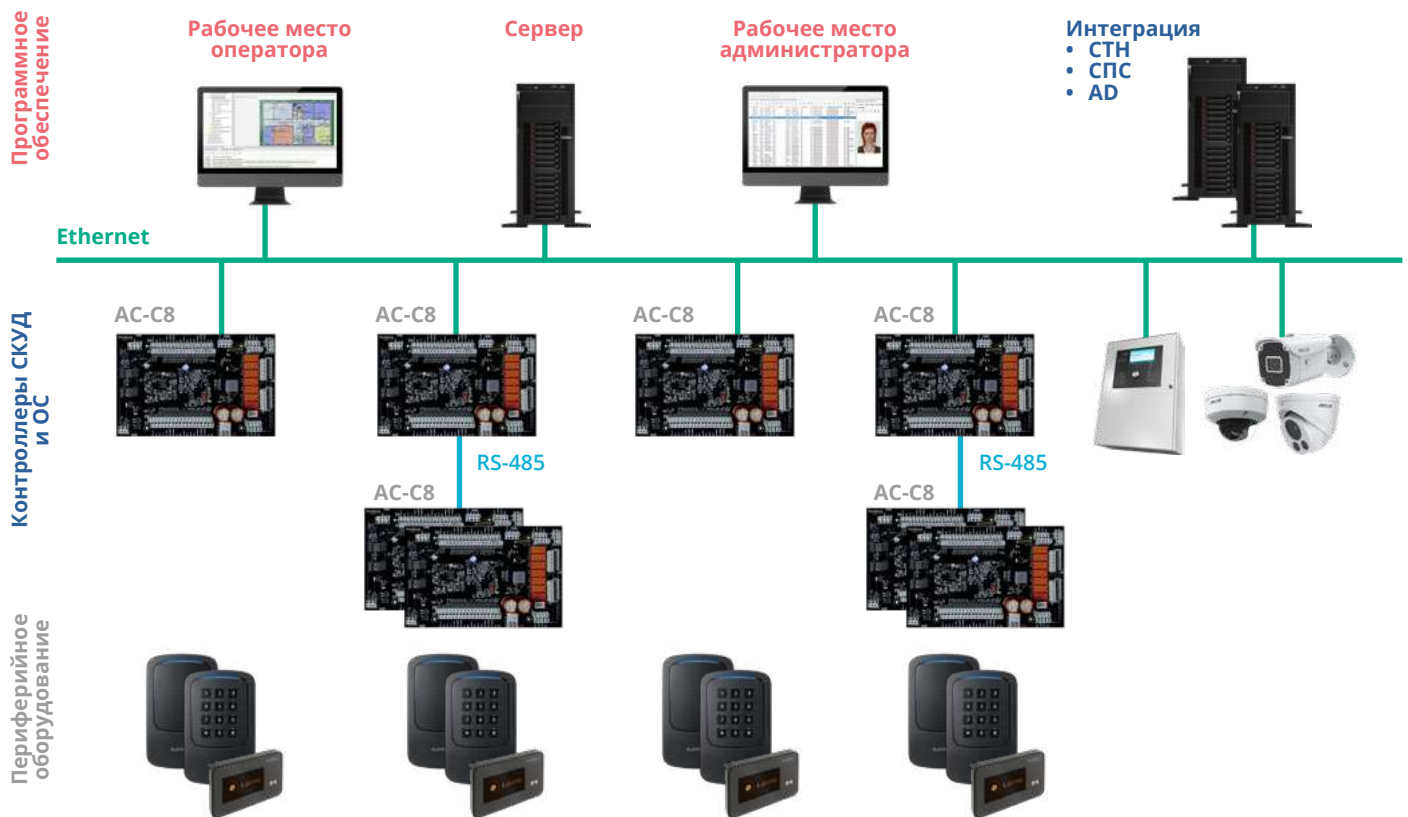 Программное
обеспечение
Рабочее место
оператора
Сервер
Рабочее место
администратора
Интеграция
• СТН
• СПС
• AD
Ethernet
Контроллеры СКУД
и ОС
AC-C8
AC-C8
AC-C8
AC-C8
RS-485
RS-485
AC-C8
AC-C8
Периферийное
оборудование